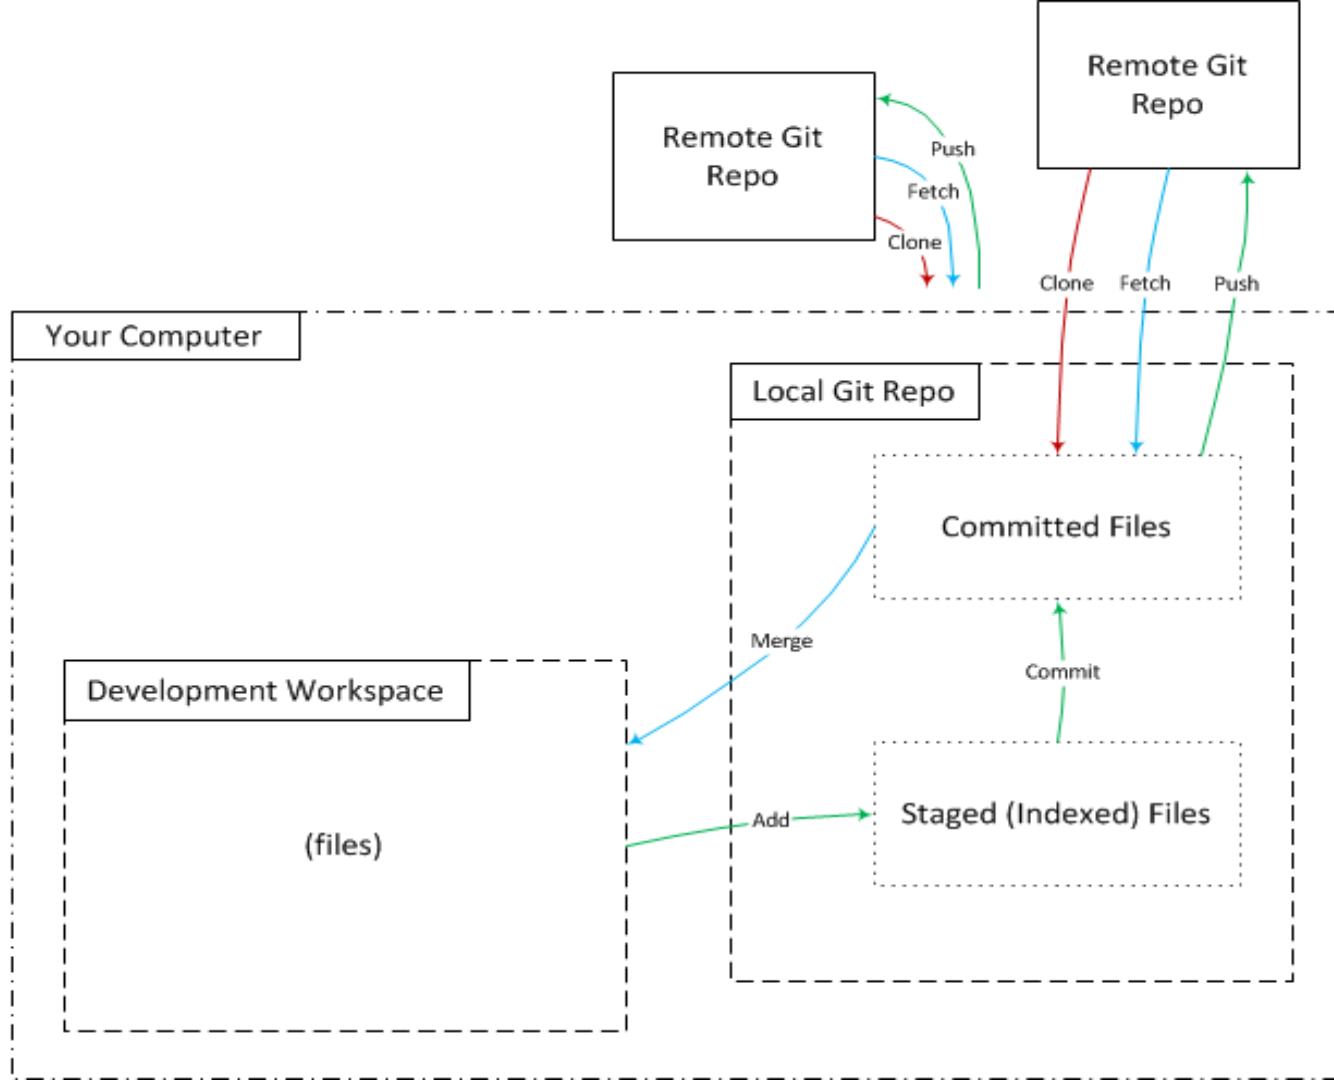 Remote Git
Repo
Remote Git
Repo
Push
Fetch
Clone
Clone
Fetch
Push
Your Computer
Local Git Repo
Committed Files
Merge
Commit
Development Workspace
Staged (Indexed) Files
Add
(files)